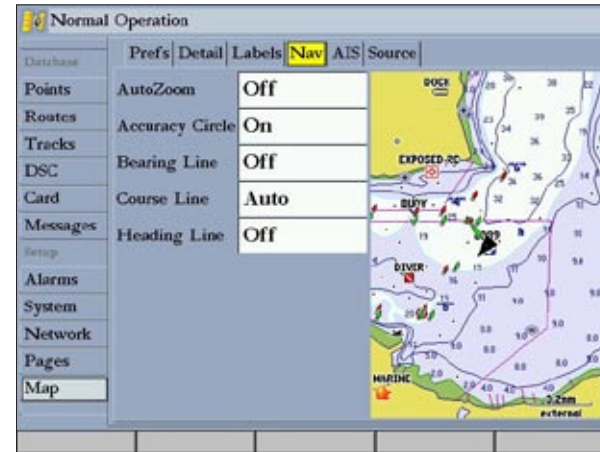 Normal Operation
Prefs Detail Labels Nav AIS Source
Database
Points
Routes
Tracks
DSC
Card
Messages
Setup
Alarms
System
Network
Pages
Map
AutoZoom Off
Accuracy Circle On
Bearing Line Off
Course Line Auto
Heading Line Off
DOCK
EXPOSED RC
BUOY
DIVER
MARINE
0.2nm
external